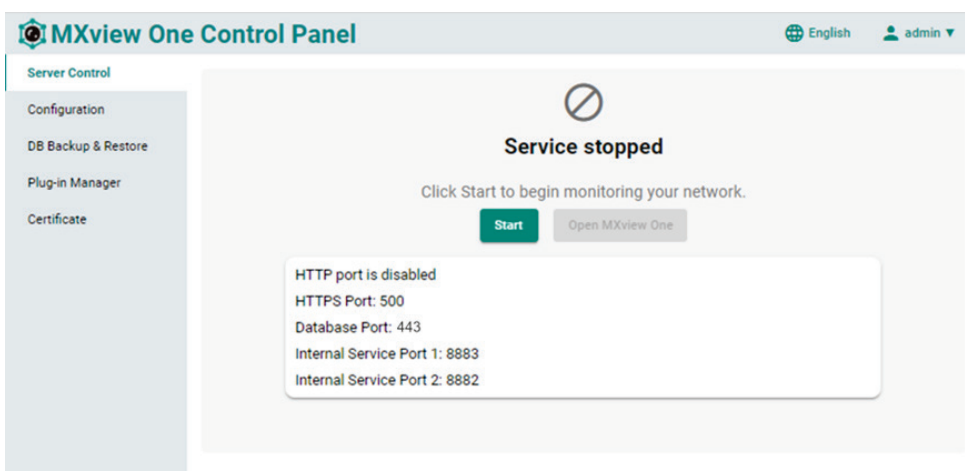 MXview One Control Panel
English
admin
Server Control
Configuration
DB Backup & Restore
Plug-in Manager
Certificate
Service stopped
Click Start to begin monitoring your network.
Start
Open MXview One
HTTP port is disabled
HTTPS Port: 500
Database Port: 443
Internal Service Port 1: 8883
Internal Service Port 2: 8882